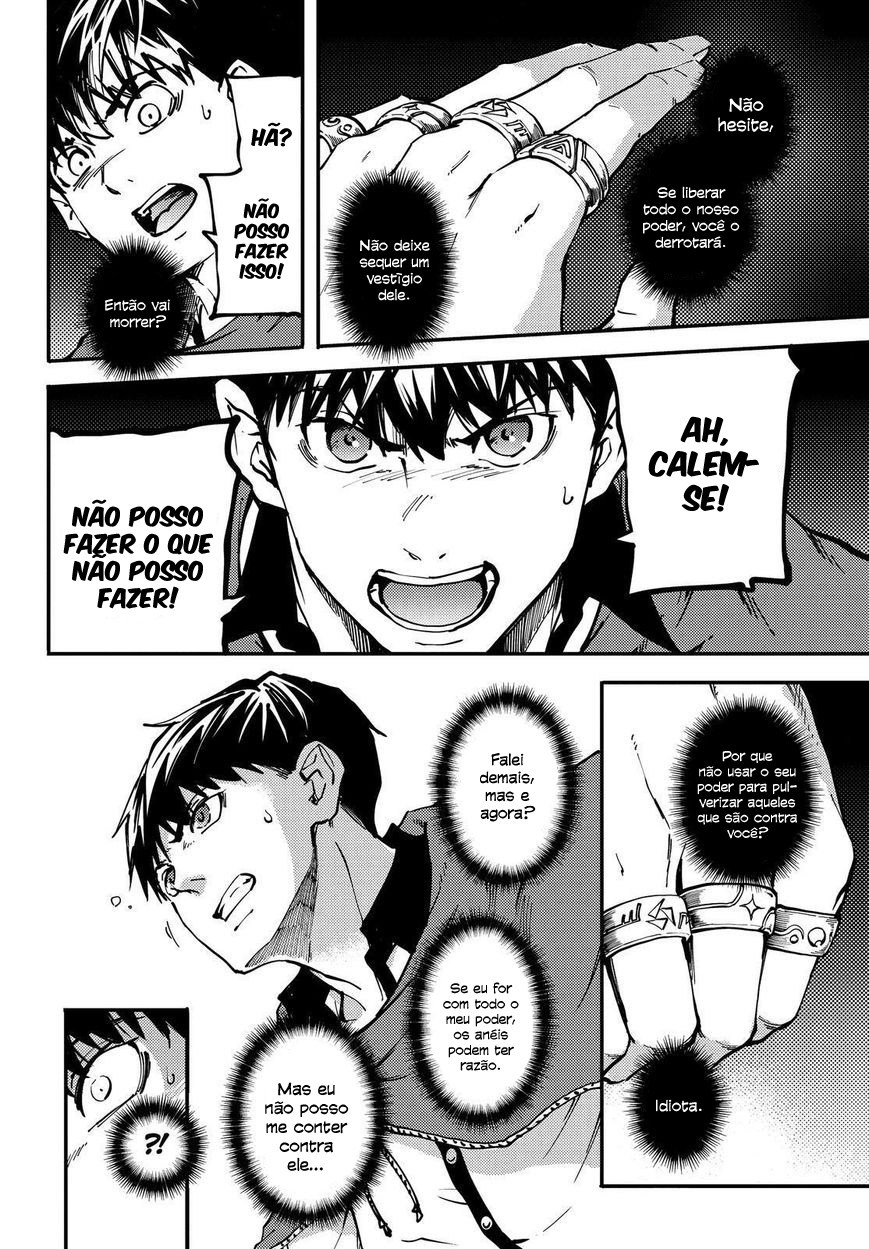 Não
hesite,
Se liberar
todo o nosso
poder, você o
derrotará.
Não deixe
sequer um
vestígio
dele.
HÃ?
NÃO
POSSO
FAZER
ISSO!
Então vai
morrer?
AH,
CALEM-
SE!
NÃO POSSO
FAZER O QUE
NÃO POSSO
FAZER!
Por que
não usar o seu
poder para pul-
verizar aqueles
que são contra
você?
Idiota.
Falei
demais,
mas e
agora?
Se eu for
com todo o
meu poder,
os anéis
podem ter
razão.
Mas eu
não posso
me conter
contra
ele...
?!